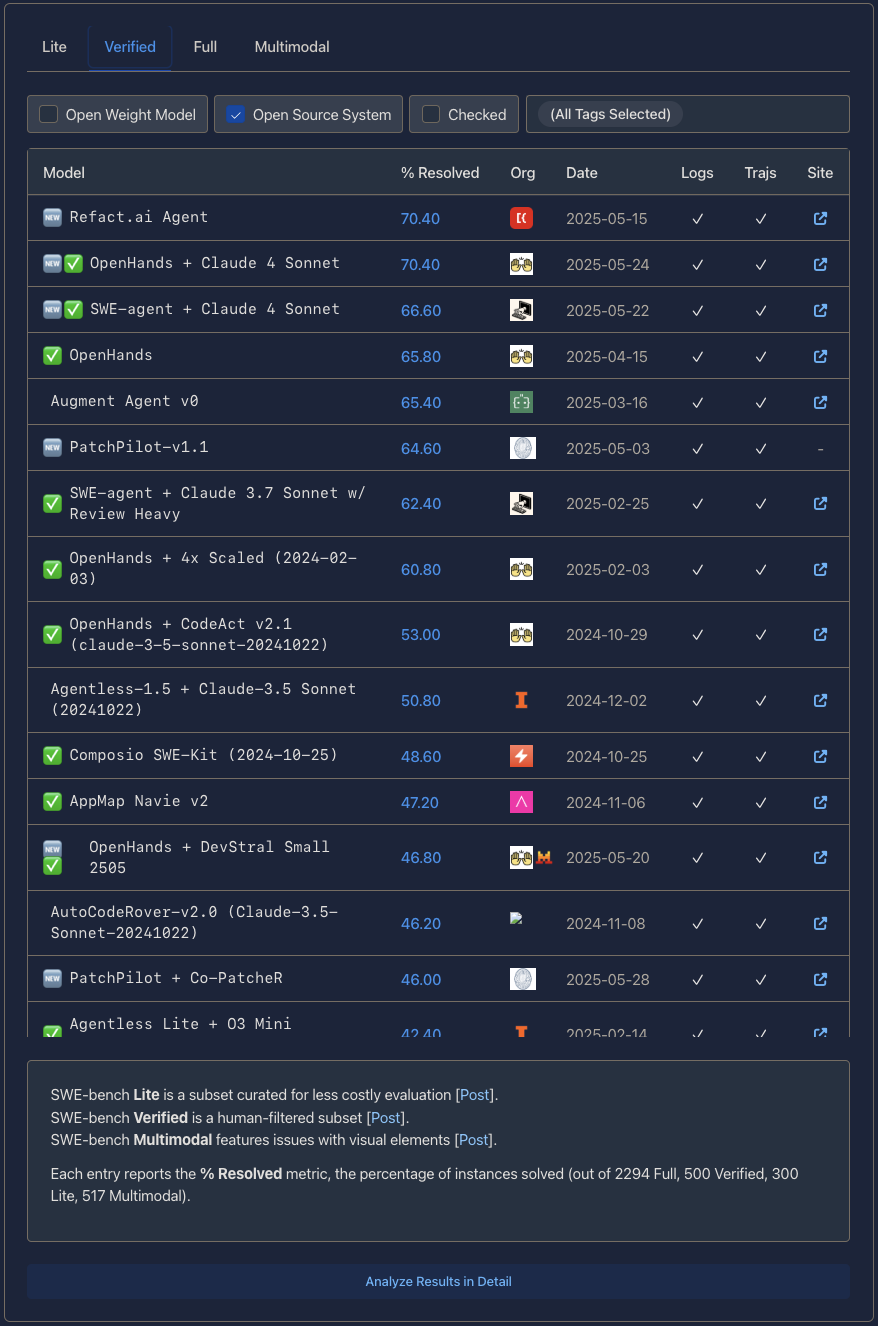 Lite Verified Full Multimodal
Open Weight Model Open Source System Checked (All Tags Selected)
Model % Resolved Org Date Logs Trajs Site
🆕 Refact.ai Agent 70.40 2025-05-15 ✓ ✓
🆕✅ OpenHands + Claude 4 Sonnet 70.40 2025-05-24 ✓ ✓
🆕✅ SWE-agent + Claude 4 Sonnet 66.60 2025-05-22 ✓ ✓
✅ OpenHands 65.80 2025-04-15 ✓ ✓
Augment Agent v0 65.40 2025-03-16 ✓ ✓
🆕 PatchPilot-v1.1 64.60 2025-05-03 ✓ ✓ -
✅ SWE-agent + Claude 3.7 Sonnet w/
Review Heavy 62.40 2025-02-25 ✓ ✓
✅ OpenHands + 4x Scaled (2024-02-
03) 60.80 2025-02-03 ✓ ✓
✅ OpenHands + CodeAct v2.1
(claude-3-5-sonnet-20241022) 53.00 2024-10-29 ✓ ✓
Agentless-1.5 + Claude-3.5 Sonnet
(20241022) 50.80 2024-12-02 ✓ ✓
✅ Composio SWE-Kit (2024-10-25) 48.60 2024-10-25 ✓ ✓
✅ AppMap Navie v2 47.20 2024-11-06 ✓ ✓
🆕✅ OpenHands + DevStral Small
2505 46.80 2025-05-20 ✓ ✓
AutoCodeRover-v2.0 (Claude-3.5-
Sonnet-20241022) 46.20 2024-11-08 ✓ ✓
🆕 PatchPilot + Co-PatcheR 46.00 2025-05-28 ✓ ✓
✅ Agentless Lite + O3 Mini 42.40 2025-02-14 ✓ ✓
SWE-bench Lite is a subset curated for less costly evaluation [Post].
SWE-bench Verified is a human-filtered subset [Post].
SWE-bench Multimodal features issues with visual elements [Post].
Each entry reports the % Resolved metric, the percentage of instances solved (out of 2294 Full, 500 Verified, 300
Lite, 517 Multimodal).
Analyze Results in Detail